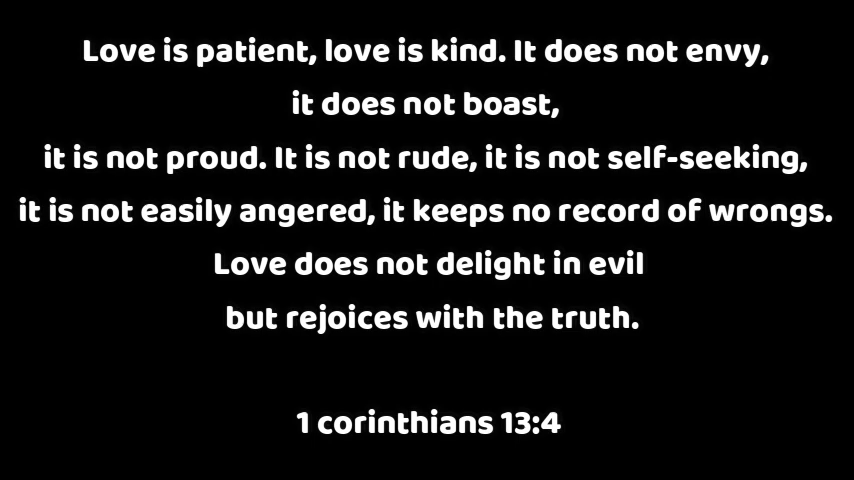 Love is patient, love is kind. It does not envy,
it does not boast,
it is not proud. It is not rude, it is not self-seeking,
it is not easily angered, it keeps no record of wrongs.
Love does not delight in evil
but rejoices with the truth.
1 corinthians 13:4